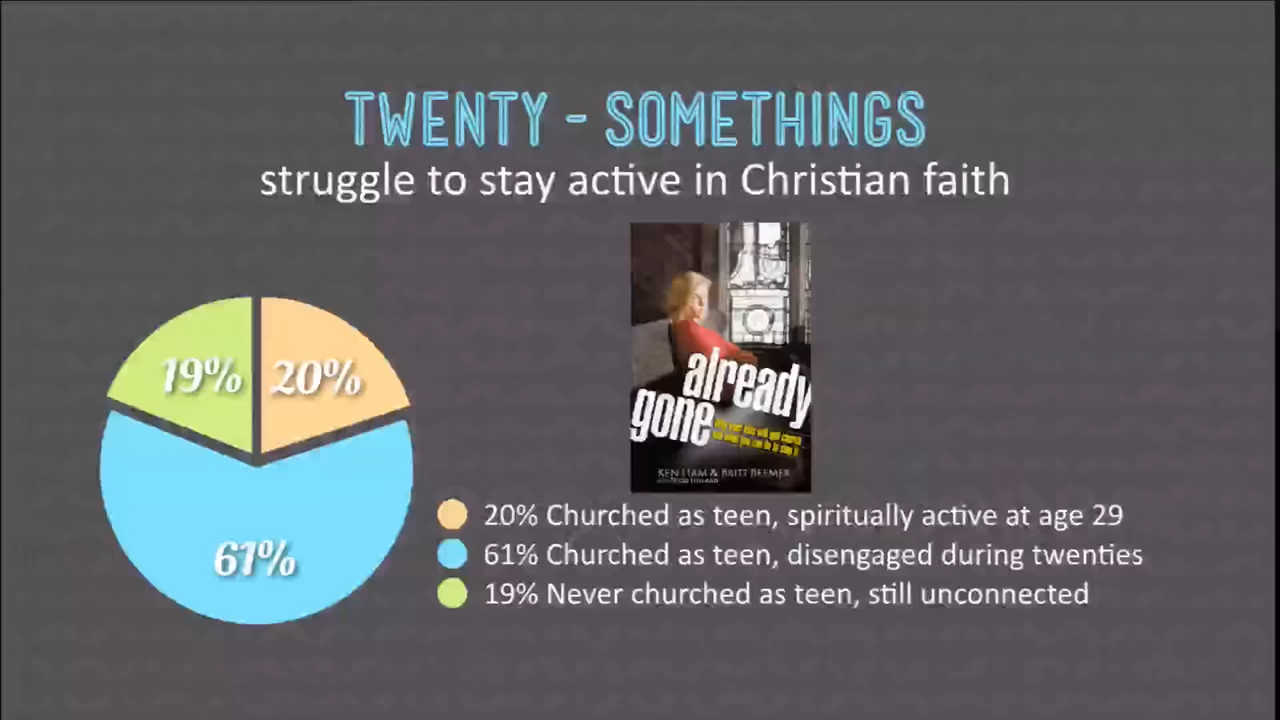 TWENTY - SOMETHINGS
struggle to stay active in Christian faith
19%
20%
61%
already
gone
KEN HAM & BRITT BEEMER
20% Churched as teen, spiritually active at age 29
61% Churched as teen, disengaged during twenties
19% Never churched as teen, still unconnected